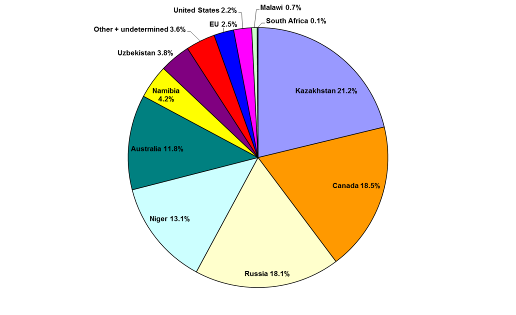 United States 2.2%
Malawi 0.7%
EU 2.5%
South Africa 0.1%
Other + undetermined 3.6%
Uzbekistan 3.8%
Namibia
4.2%
Kazakhstan 21.2%
Australia 11.8%
Canada 18.5%
Niger 13.1%
Russia 18.1%